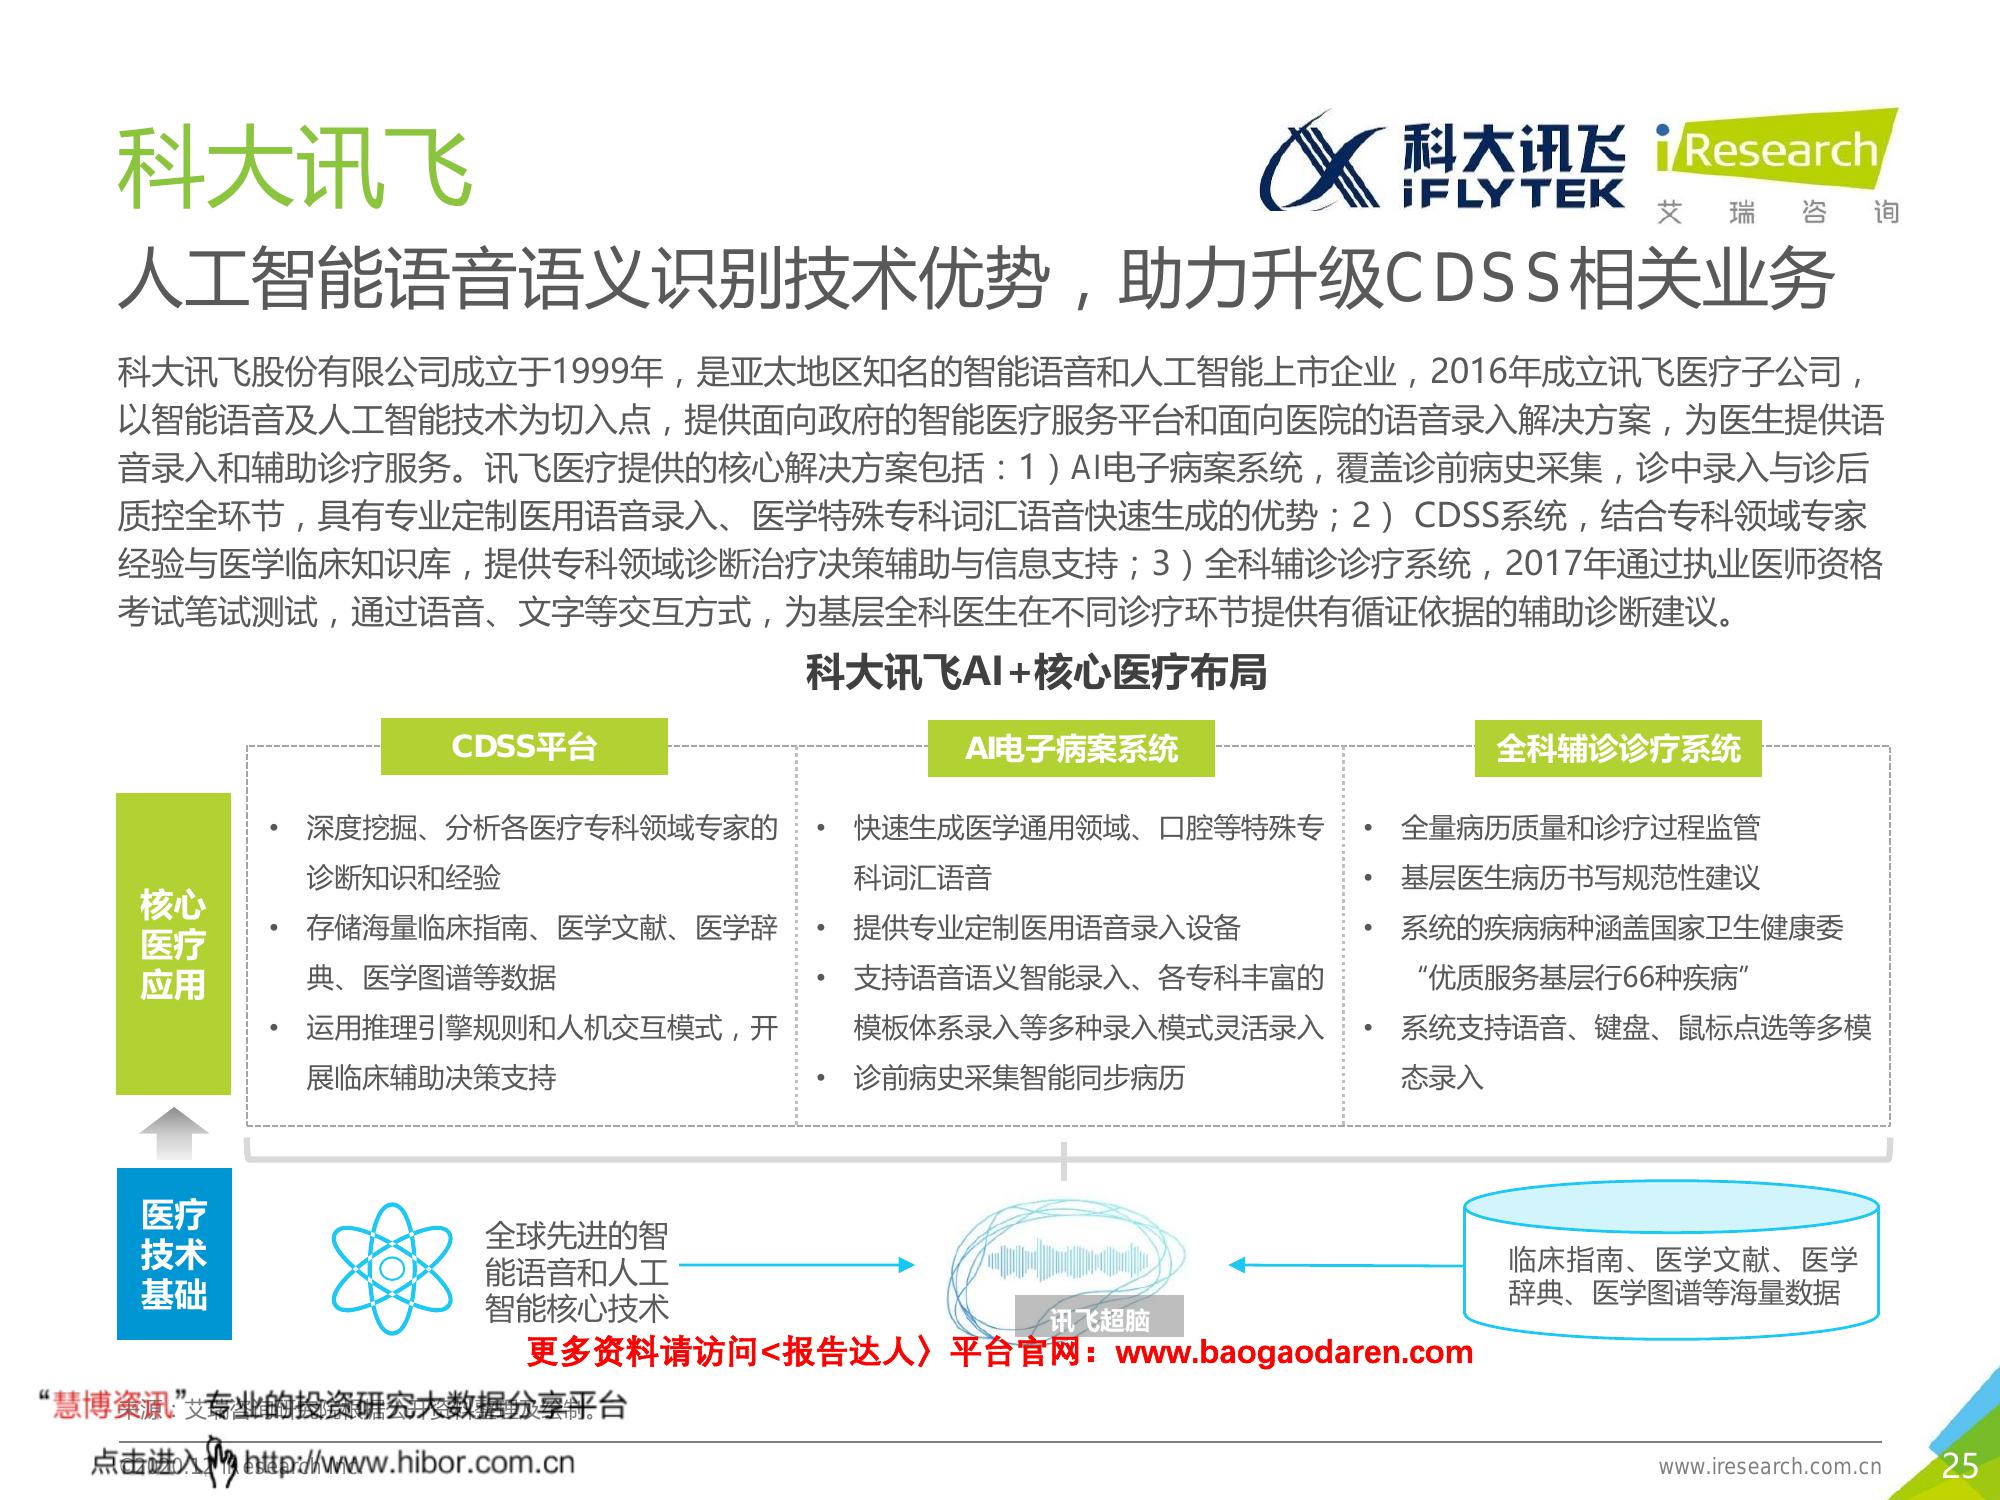 科大讯飞
科大讯飞
iFLYTEK
iResearch
艾瑞咨询
人工智能语音语义识别技术优势，助力升级CDSS相关业务
科大讯飞股份有限公司成立于1999年，是亚太地区知名的智能语音和人工智能上市企业，2016年成立讯飞医疗子公司，
以智能语音及人工智能技术为切入点，提供面向政府的智能医疗服务平台和面向医院的语音录入解决方案，为医生提供语
音录入和辅助诊疗服务。讯飞医疗提供的核心解决方案包括：1）AI电子病案系统，覆盖诊前病史采集，诊中录入与诊后
质控全环节，具有专业定制医用语音录入、医学特殊专科词汇语音快速生成的优势；2） CDSS系统，结合专科领域专家
经验与医学临床知识库，提供专科领域诊断治疗决策辅助与信息支持；3）全科辅诊诊疗系统，2017年通过执业医师资格
考试笔试测试，通过语音、文字等交互方式，为基层全科医生在不同诊疗环节提供有循证依据的辅助诊断建议。
科大讯飞AI+核心医疗布局
核心
医疗
应用
CDSS平台
• 深度挖掘、分析各医疗专科领域专家的
诊断知识和经验
• 存储海量临床指南、医学文献、医学辞
典、医学图谱等数据
• 运用推理引擎规则和人机交互模式，开
展临床辅助决策支持
AI电子病案系统
• 快速生成医学通用领域、口腔等特殊专
科词汇语音
• 提供专业定制医用语音录入设备
• 支持语音语义智能录入、各专科丰富的
模板体系录入等多种录入模式灵活录入
• 诊前病史采集智能同步病历
全科辅诊诊疗系统
• 全量病历质量和诊疗过程监管
• 基层医生病历书写规范性建议
• 系统的疾病病种涵盖国家卫生健康委
“优质服务基层行66种疾病”
• 系统支持语音、键盘、鼠标点选等多模
态录入
医疗
技术
基础
全球先进的智
能语音和人工
智能核心技术
讯飞超脑
临床指南、医学文献、医学
辞典、医学图谱等海量数据
更多资料请访问<报告达人〉平台官网：www.baogaodaren.com
“慧博资讯”专业的投资研究大数据分享平台
来源：艾瑞咨询研究院根据公开资料整理及绘制。
点击进入 http://www.hibor.com.cn
©2020.12 iResearch Inc.
www.iresearch.com.cn
25